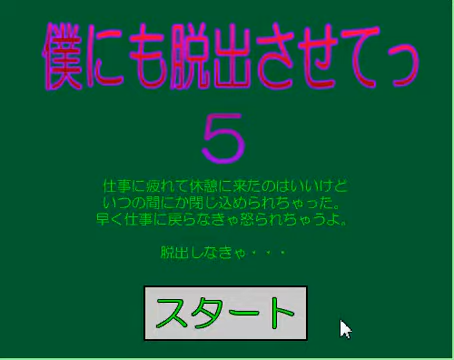 僕にも脱出させてっ
5
仕事に疲れて休憩に来たのはいいけど
いつの間にか閉じ込められちゃった。
早く仕事に戻らなきゃ怒られちゃうよ。
脱出しなきゃ・・・
スタート